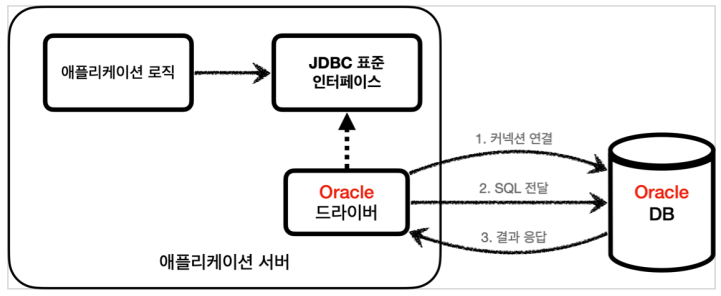 애플리케이션 로직
JDBC 표준
인터페이스
1. 커넥션 연결
Oracle
드라이버
2. SQL 전달
Oracle
DB
3. 결과 응답
애플리케이션 서버